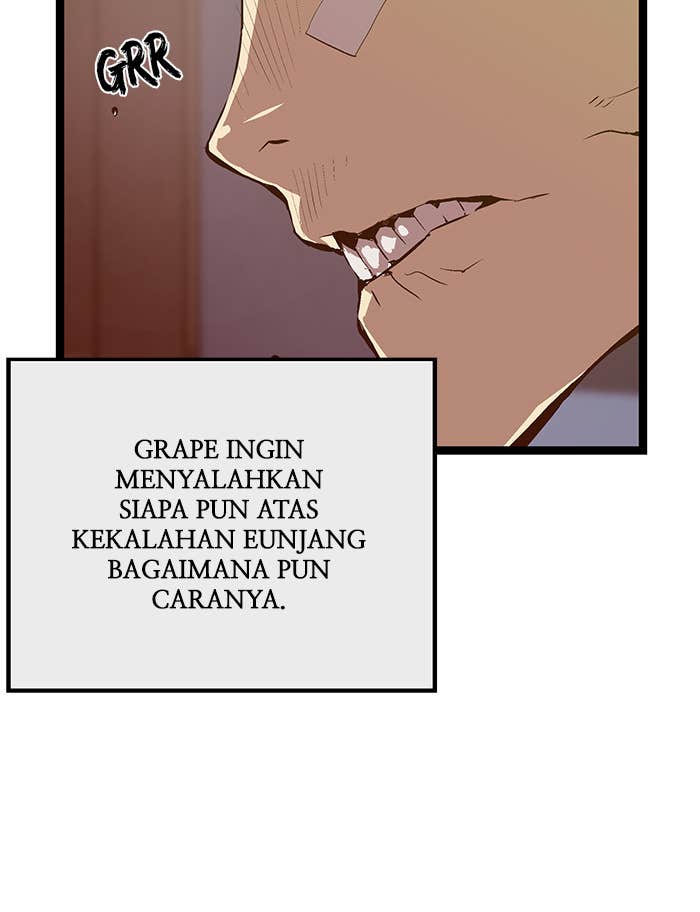 GRR
GRAPE INGIN
MENYALAHKAN
SIAPA PUN ATAS
KEKALAHAN EUNJANG
BAGAIMANA PUN
CARANYA.